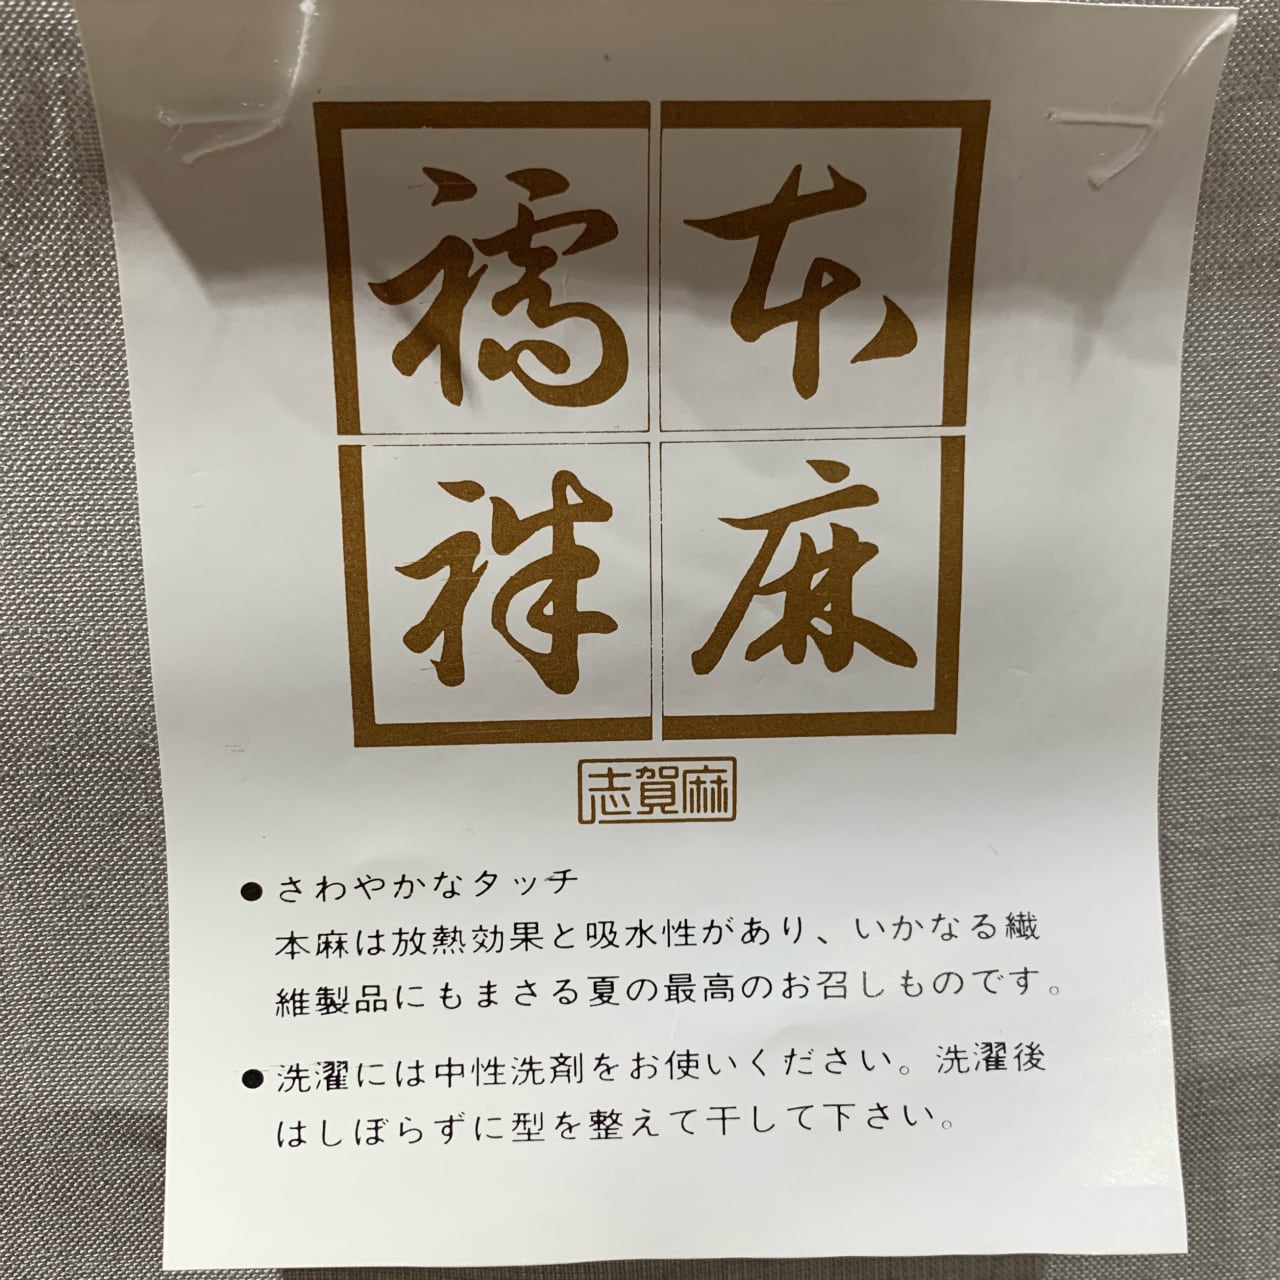 本麻
襦袢
志賀麻
●さわやかなタッチ
本麻は放熱効果と吸水性があり、いかなる繊
維製品にもまさる夏の最高のお召しものです。
●洗濯には中性洗剤をお使いください。洗濯後
はしぼらずに型を整えて干して下さい。